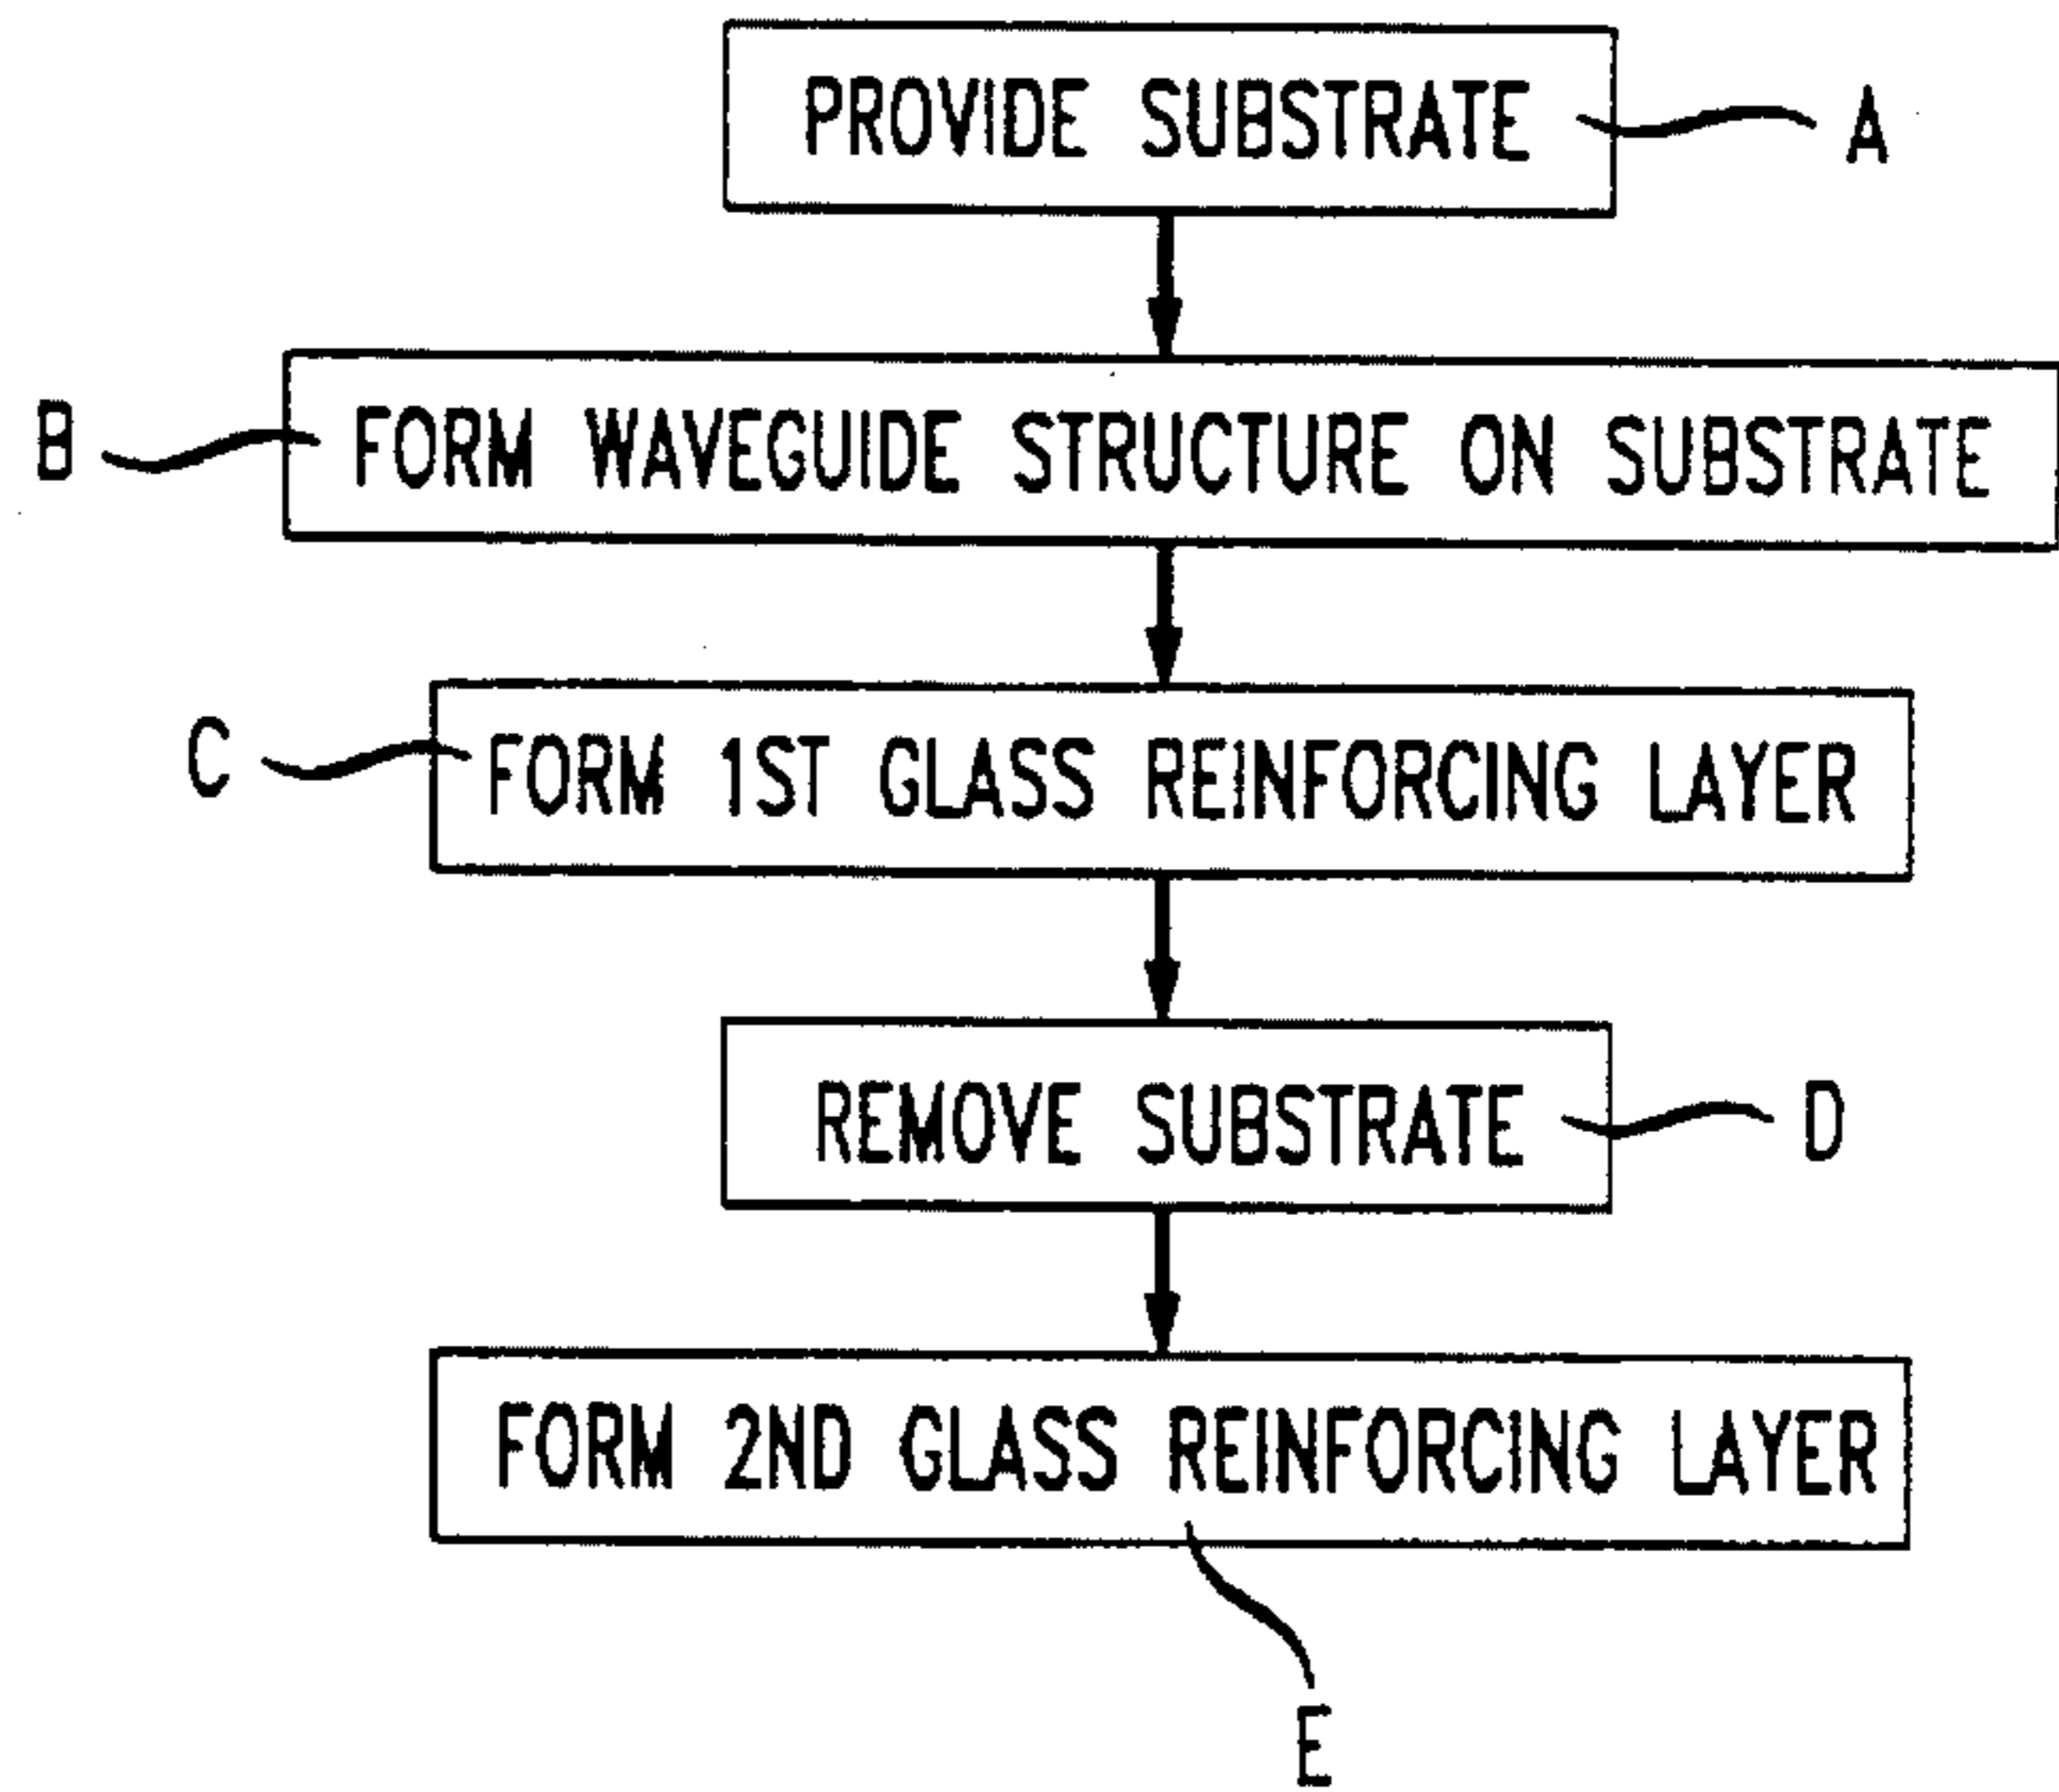 PROVIDE SUBSTRATE
A
B
FORM WAVEGUIDE STRUCTURE ON SUBSTRATE
C
FORM 1ST GLASS REINFORCING LAYER
REMOVE SUBSTRATE
D
FORM 2ND GLASS REINFORCING LAYER
E